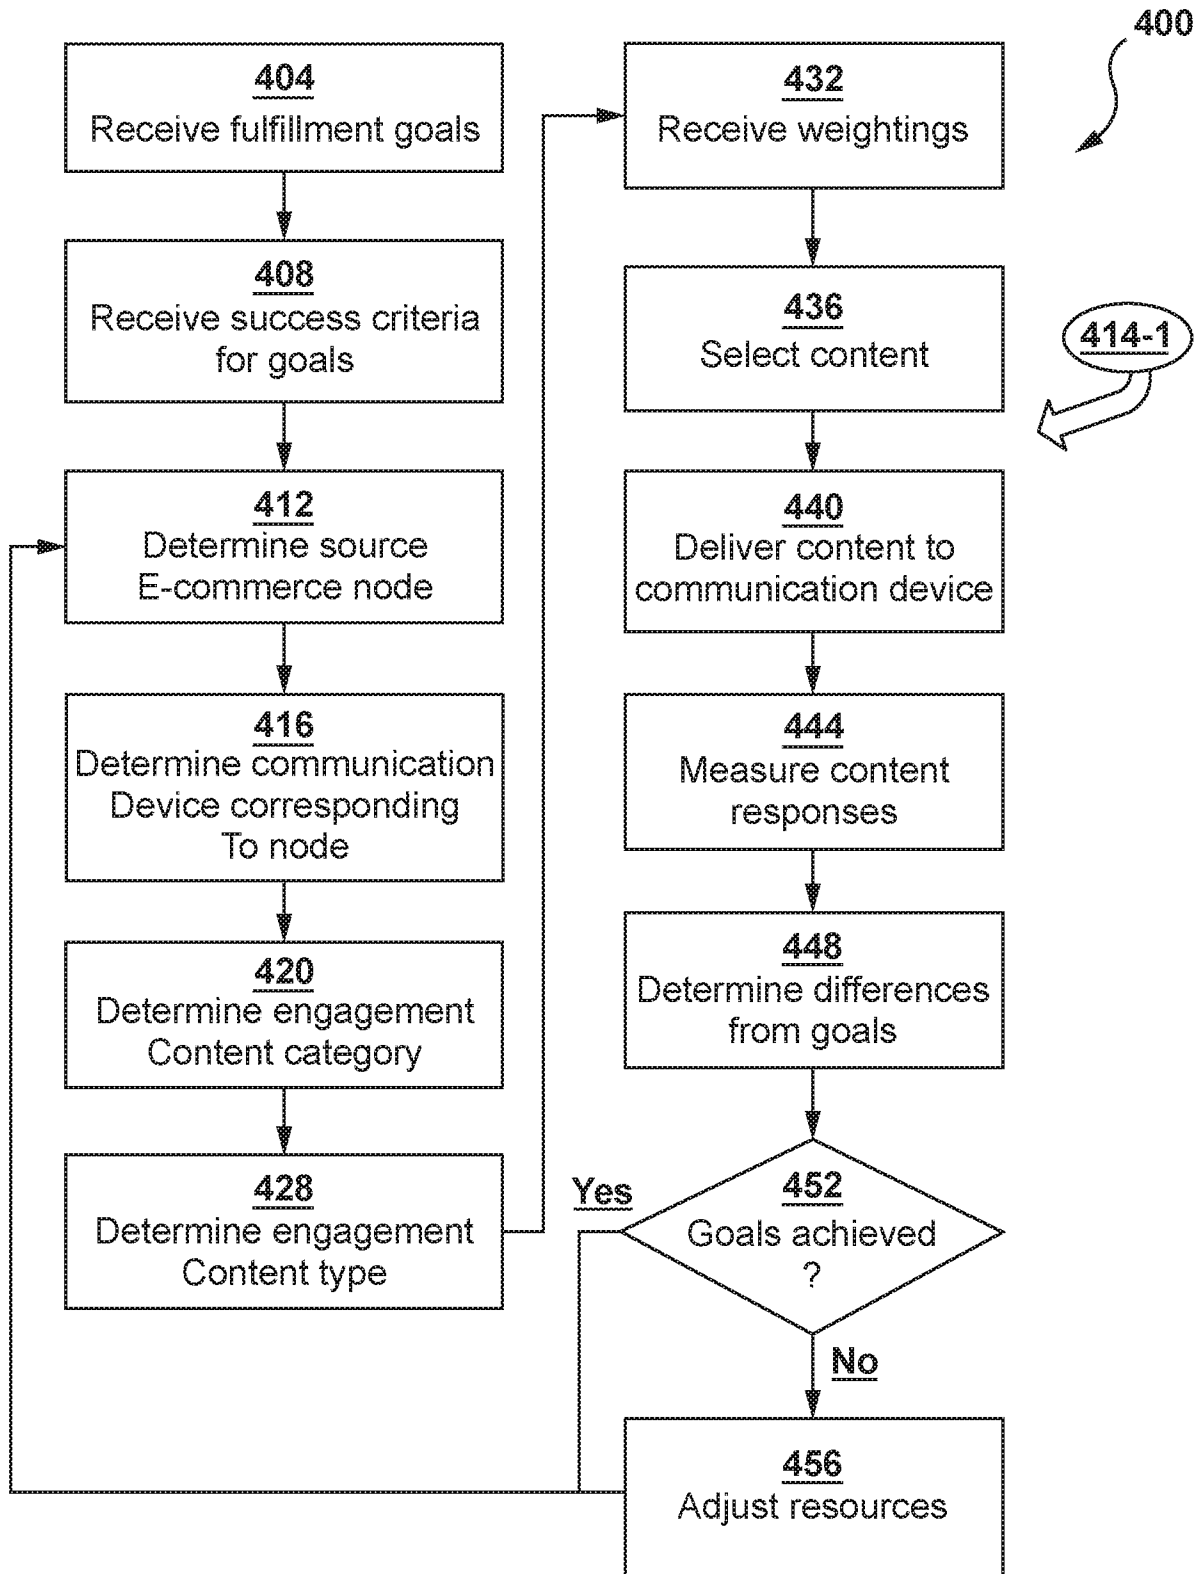 400
404
Receive fulfillment goals
408
Receive success criteria
for goals
412
Determine source
E-commerce node
416
Determine communication
Device corresponding
To node
420
Determine engagement
Content category
428
Determine engagement
Content type
432
Receive weightings
436
Select content
414-1
440
Deliver content to
communication device
444
Measure content
responses
448
Determine differences
from goals
452
Goals achieved
?
Yes
No
456
Adjust resources